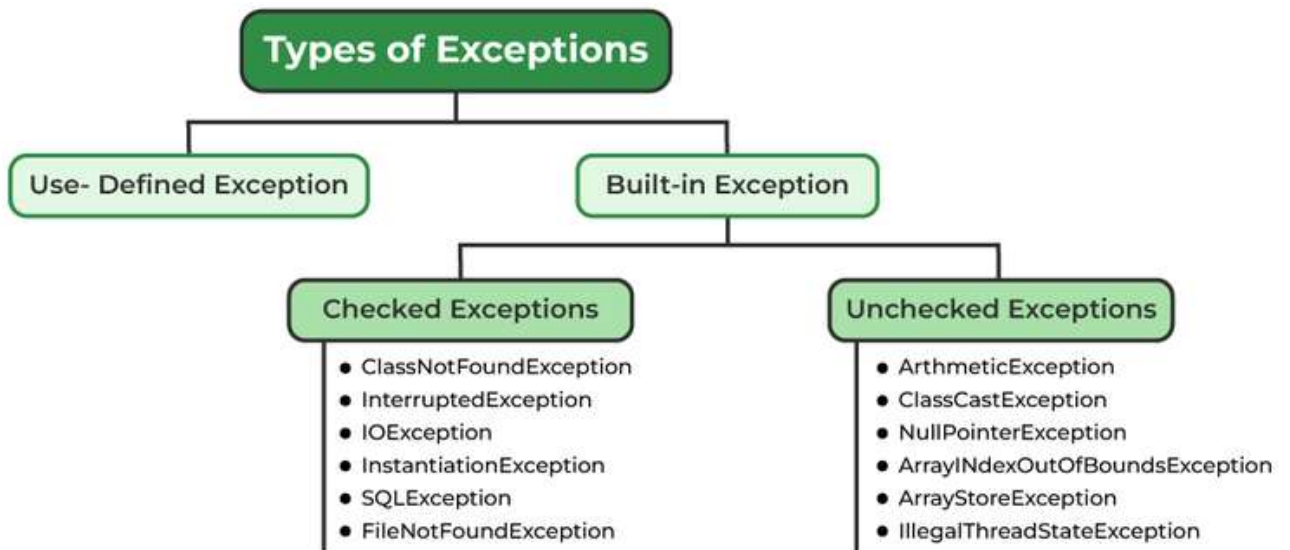 Types of Exceptions
Use- Defined Exception
Built-in Exception
Checked Exceptions
ClassNotFoundException
InterruptedException
IOException
InstantiationException
SQLException
FileNotFoundException
Unchecked Exceptions
ArthmeticException
ClassCastException
NullPointerException
ArrayINdexOutOfBoundsException
ArrayStoreException
IllegalThreadStateException